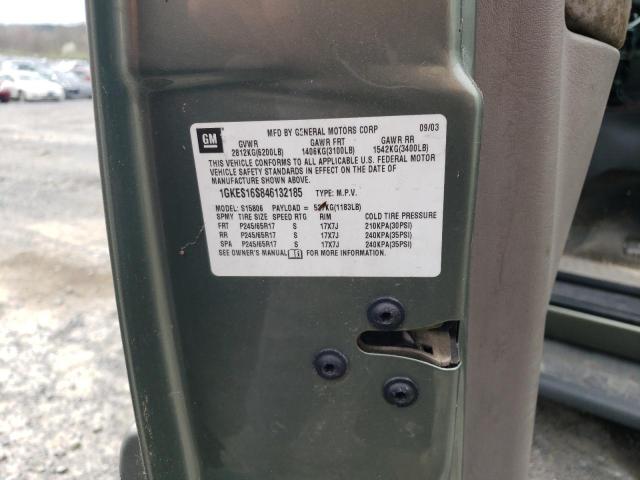 GM
MFD BY GENERAL MOTORS CORP 09/03
GVWR GAWR FRT GAWR RR
2812KG(6200LB) 1406KG(3100LB) 1542KG(3400LB)
THIS VEHICLE CONFORMS TO ALL APPLICABLE U.S. FEDERAL MOTOR
VEHICLE SAFETY STANDARDS IN EFFECT ON THE DATE OF
MANUFACTURE SHOWN ABOVE.
1GKES16S846132185 TYPE: M.P.V.
MODEL: S15806 PAYLOAD = 537KG(1183LB)
SPMY TIRE SIZE SPEED RTG RIM COLD TIRE PRESSURE
FRT P245/65R17 S 17X7J 210KPA(30PSI)
RR P245/65R17 S 17X7J 240KPA(35PSI)
SPA P245/65R17 S 17X7J 240KPA(35PSI)
SEE OWNER'S MANUAL FOR MORE INFORMATION.